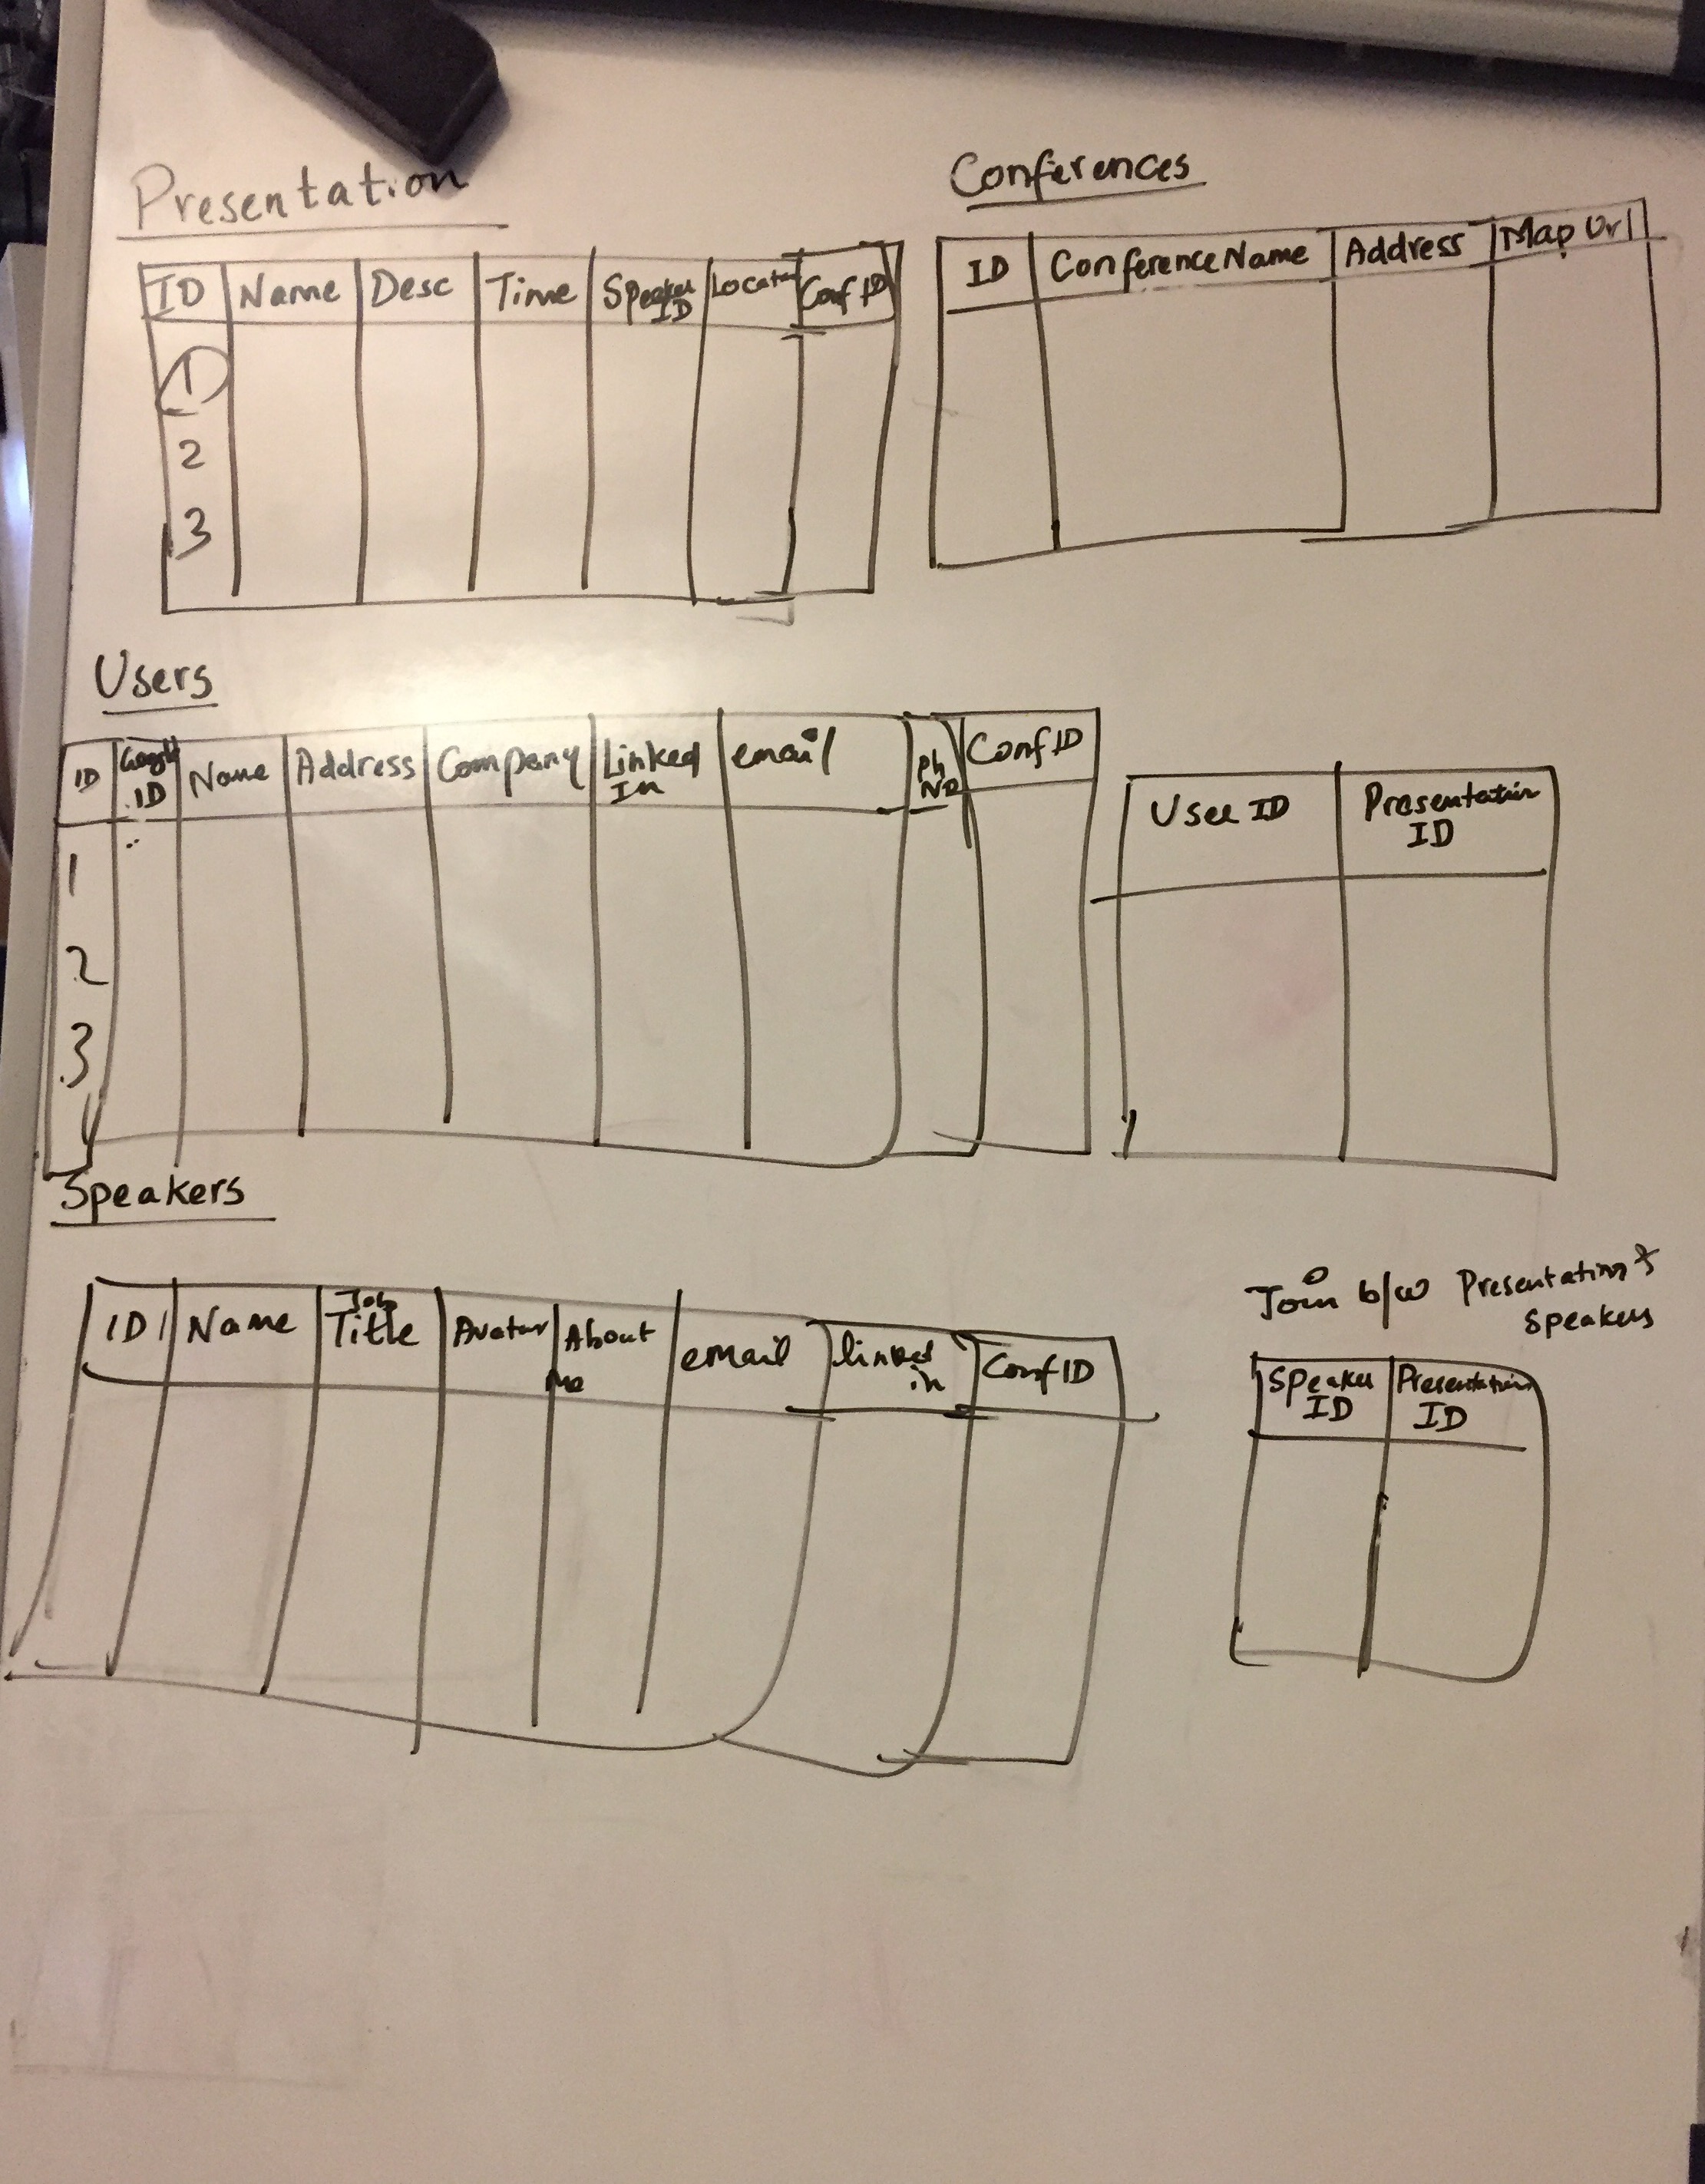 Presentation
ID Name Desc Time Speaker ID Location Conf ID
1
2
3
Conferences
ID ConferenceName Address Map Url
Users
ID Google ID Name Address Company Linked In email Ph No Conf ID
1
2
3
User ID Presentation ID
Speakers
ID Name Job Title Avatar About Me email linked in Conf ID
Join b/w Presentation &
Speakers
Speaker ID Presentation ID